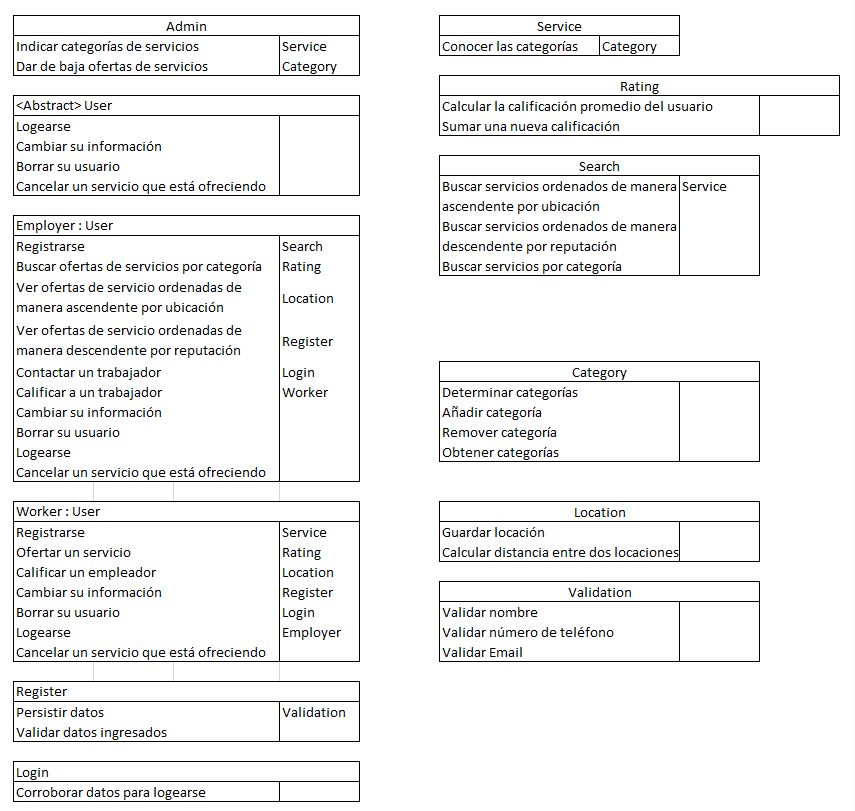 Admin
Indicar categorías de servicios
Service
Dar de baja ofertas de servicios
Category
<Abstract> User
Logearse
Cambiar su información
Borrar su usuario
Cancelar un servicio que está ofreciendo
Employer : User
Registrarse
Search
Buscar ofertas de servicios por categoría
Rating
Ver ofertas de servicio ordenadas de
manera ascendente por ubicación
Location
Ver ofertas de servicio ordenadas de
manera descendente por reputación
Register
Contactar un trabajador
Login
Calificar a un trabajador
Worker
Cambiar su información
Borrar su usuario
Logearse
Cancelar un servicio que está ofreciendo
Worker : User
Registrarse
Service
Ofertar un servicio
Rating
Calificar un empleador
Location
Cambiar su información
Register
Borrar su usuario
Login
Logearse
Employer
Cancelar un servicio que está ofreciendo
Register
Persistir datos
Validation
Validar datos ingresados
Login
Corroborar datos para logearse
Service
Conocer las categorías
Category
Rating
Calcular la calificación promedio del usuario
Sumar una nueva calificación
Search
Buscar servicios ordenados de manera
Service
ascendente por ubicación
Buscar servicios ordenados de manera
descendente por reputación
Buscar servicios por categoría
Category
Determinar categorías
Añadir categoría
Remover categoría
Obtener categorías
Location
Guardar locación
Calcular distancia entre dos locaciones
Validation
Validar nombre
Validar número de teléfono
Validar Email